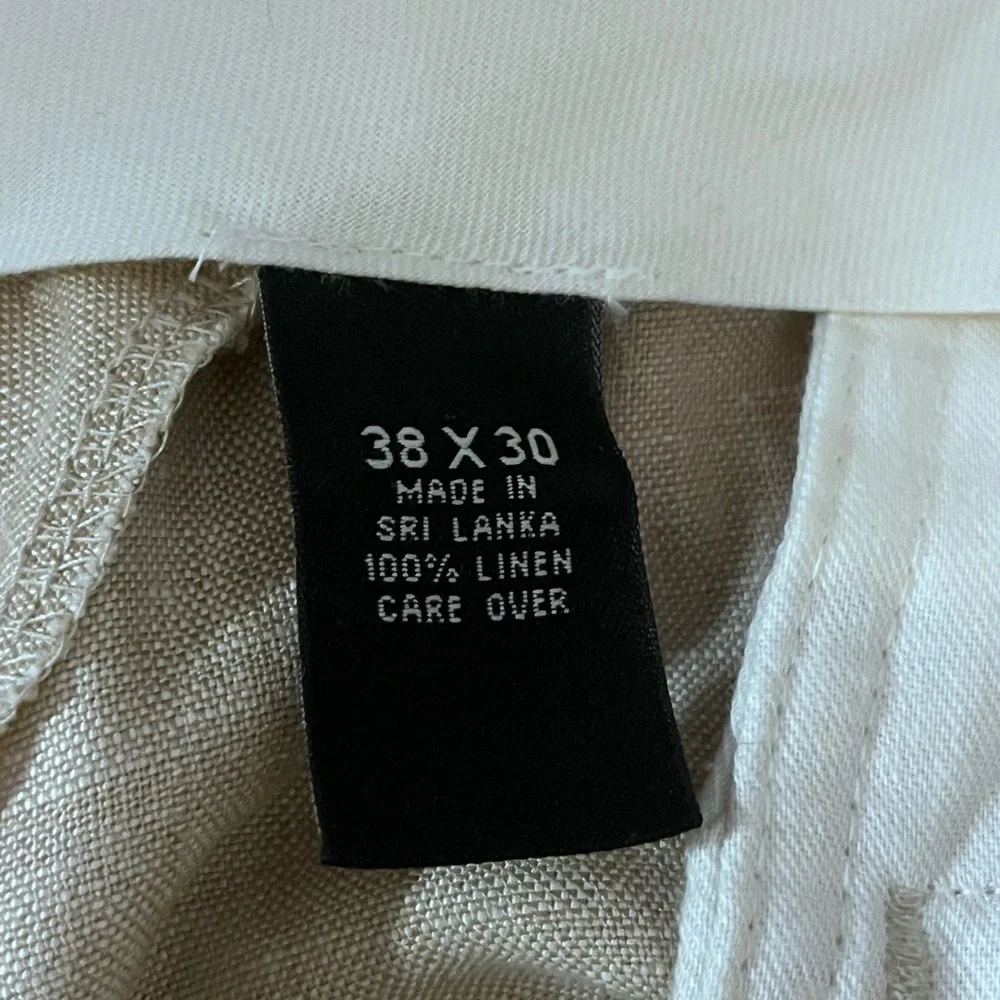 38 X 30
MADE IN
SRI LANKA
100% LINEN
CARE OVER